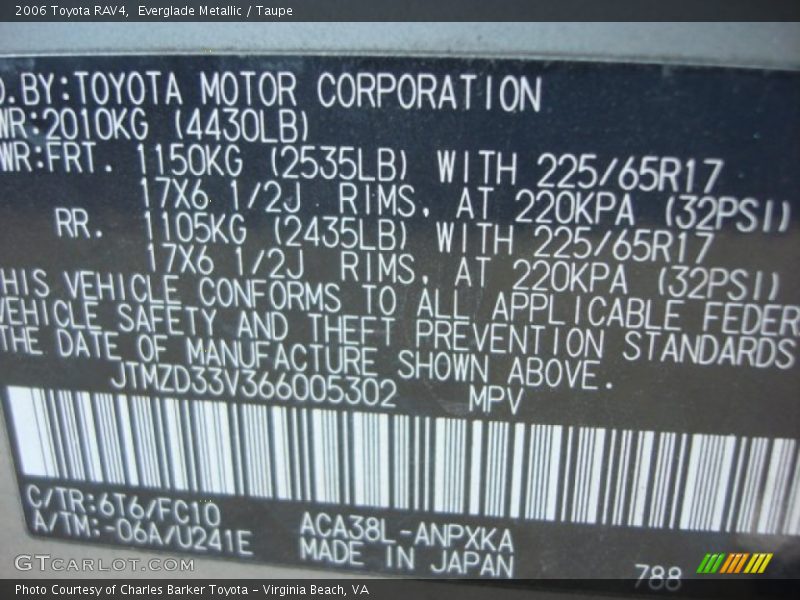 2006 Toyota RAV4, Everglade Metallic / Taupe
D.BY:TOYOTA MOTOR CORPORATION
WR:2010KG (4430LB)
WR:FRT. 1150KG (2535LB) WITH 225/65R17
17X6 1/2J RIMS, AT 220KPA (32PSI)
RR. 1105KG (2435LB) WITH 225/65R17
17X6 1/2J RIMS, AT 220KPA (32PSI)
HIS VEHICLE CONFORMS TO ALL APPLICABLE FEDER
VEHICLE SAFETY AND THEFT PREVENTION STANDARDS
THE DATE OF MANUFACTURE SHOWN ABOVE.
JTMZD33V366005302 MPV
C/TR:6T6/FC10
A/TM:-06A/U241E
ACA38L-ANPXKA
MADE IN JAPAN
788
GTCARLOT.COM
Photo Courtesy of Charles Barker Toyota - Virginia Beach, VA